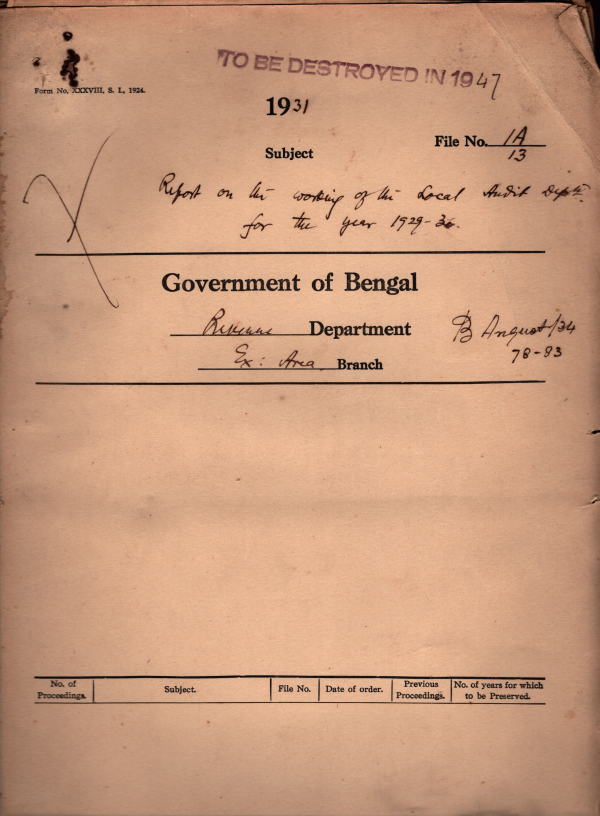 TO BE DESTROYED IN 1947
Form No. XXXVIII, S. L, 1924.
1931
File No. 1A
13
Subject
Report on the working of the Local Audit Deptt.
for the year 1929-30.
Government of Bengal
Revenue Department
B August/34
78-83
Ex: Area Branch
No. of Proceedings.
Subject.
File No.
Date of order.
Previous Proceedings.
No. of years for which to be Preserved.